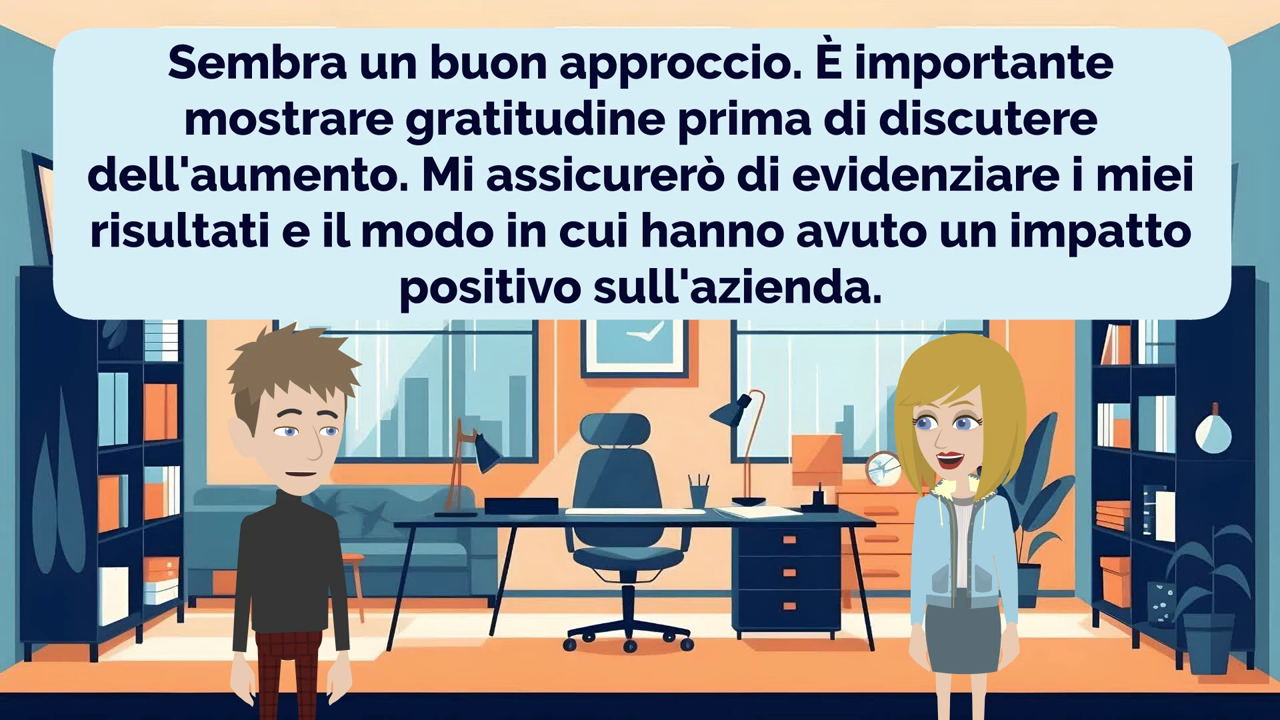 Sembra un buon approccio. È importante
mostrare gratitudine prima di discutere
dell'aumento. Mi assicurerò di evidenziare i miei
risultati e il modo in cui hanno avuto un impatto
positivo sull'azienda.